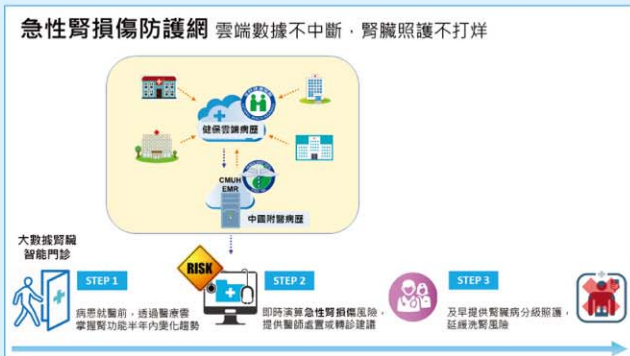 急性腎損傷防護網 雲端數據不中斷，腎臟照護不打烊
健保雲端病歷
CMUH
EMR
中國附醫病歷
大數據腎臟
智能門診
STEP 1
病患就醫前，透過醫療雲
掌握腎功能半年內變化趨勢
RISK
STEP 2
即時演算急性腎損傷風險，
提供醫師處置或轉診建議
STEP 3
及早提供腎臟病分級照護，
延緩洗腎風險